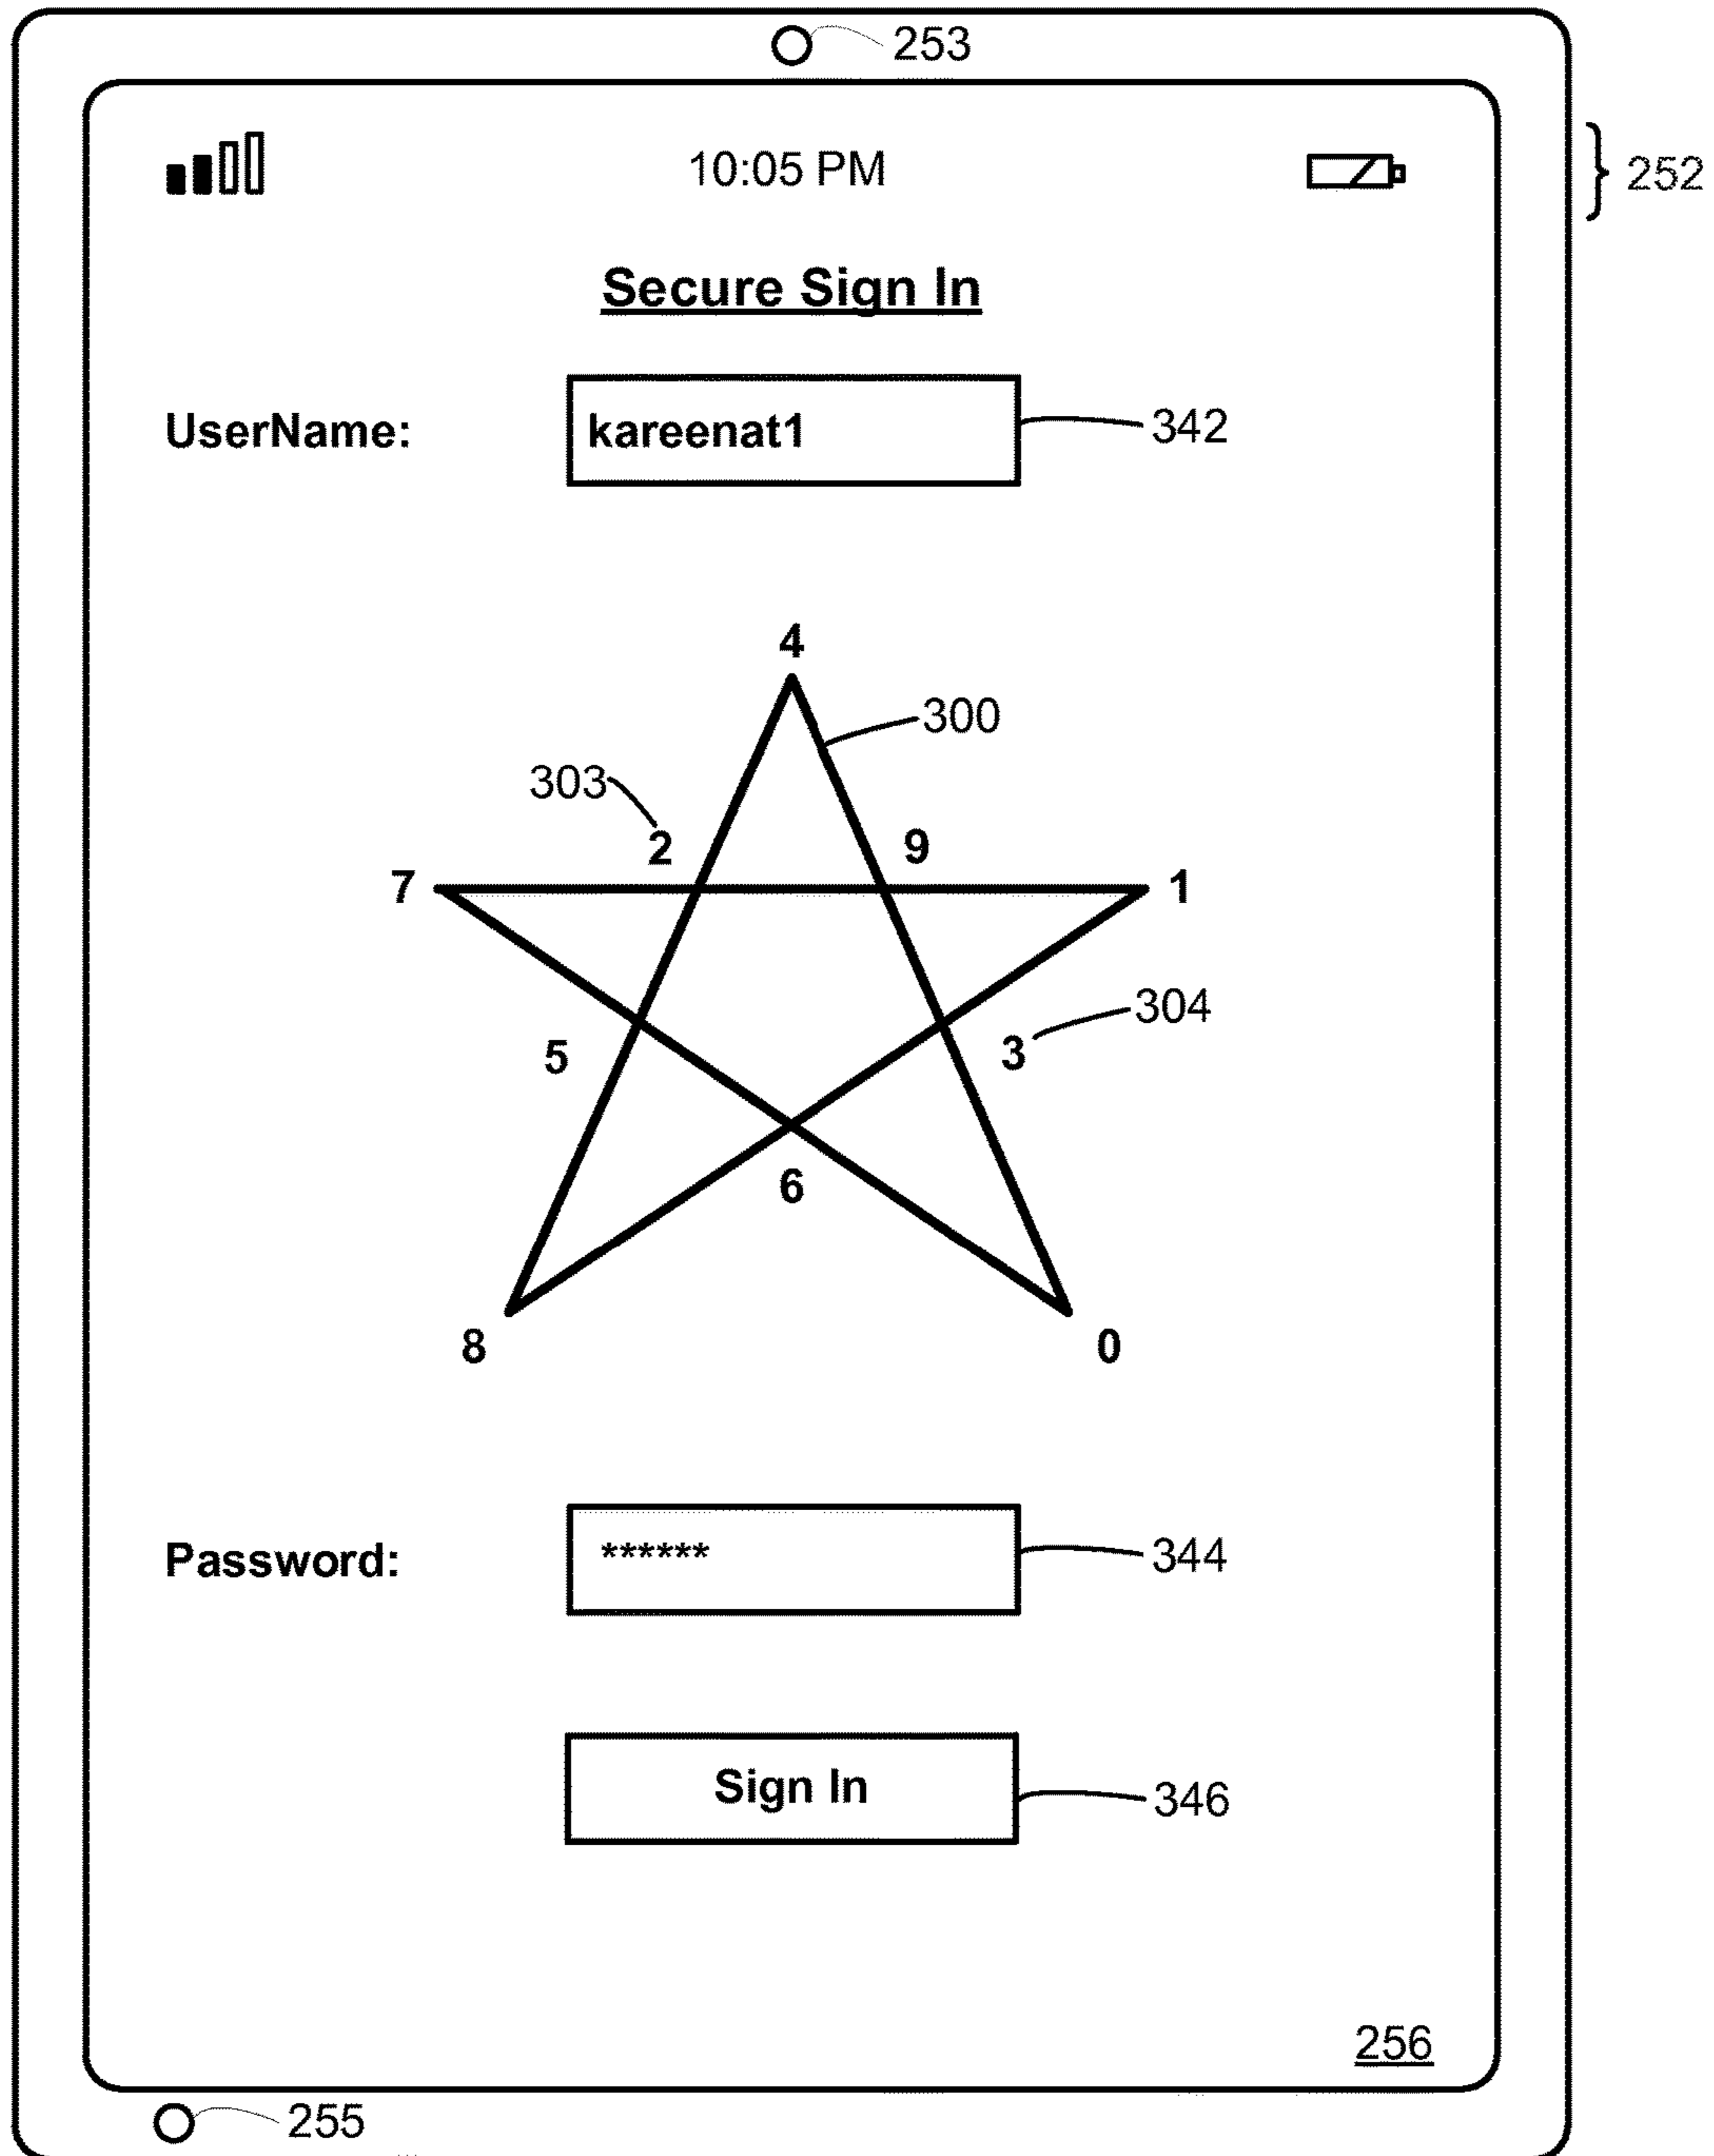 253
10:05 PM
252
Secure Sign In
UserName: kareenat1 342
4
300
303
2 9
7 1
304
5 3
6
8 0
Password: ****** 344
Sign In 346
256
255